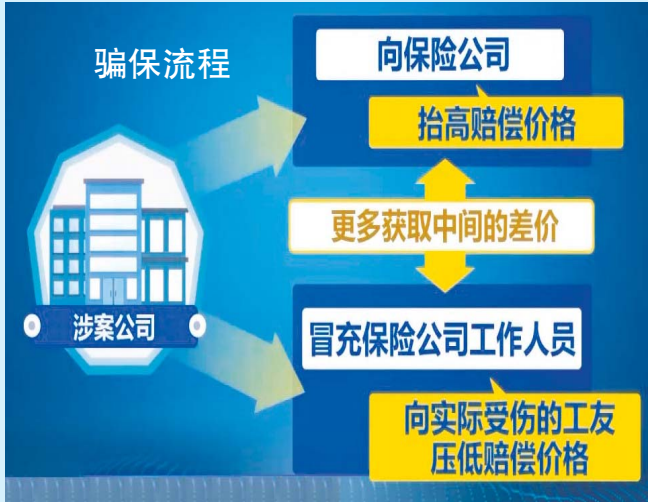 骗保流程
向保险公司
抬高赔偿价格
更多获取中间的差价
涉案公司
冒充保险公司工作人员
向实际受伤的工友
压低赔偿价格